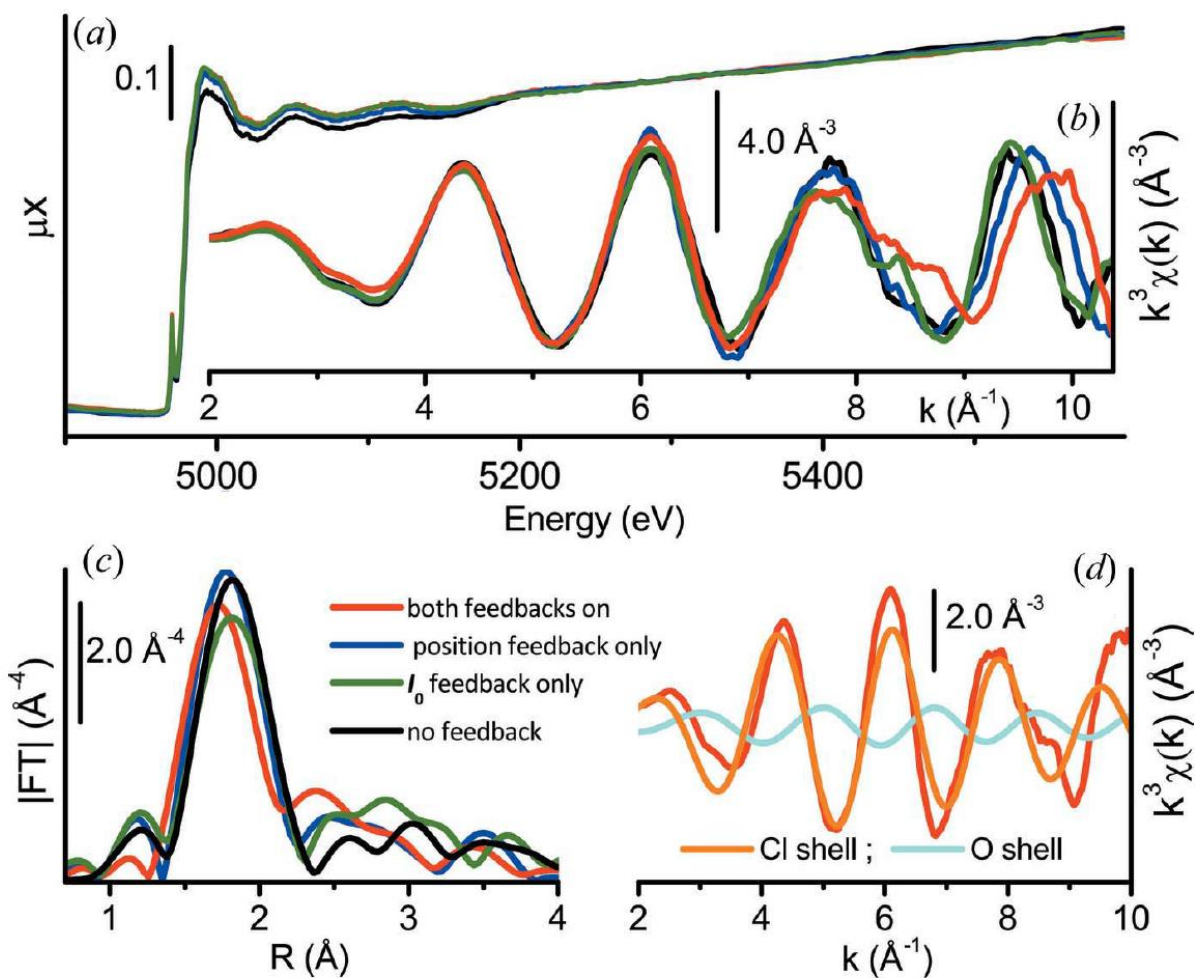 (a)
0.1
4.0 Å-3
(b)
μx
k3 χ(k) (Å-3)
2 4 6 8 k (Å-1) 10
5000 5200 5400
Energy (eV)
(c)
2.0 Å-4
|FT| (Å-4)
both feedbacks on
position feedback only
I0 feedback only
no feedback
1 2 3 4
R (Å)
(d)
2.0 Å-3
k3 χ(k) (Å-3)
Cl shell ; O shell
2 4 6 8 10
k (Å-1)